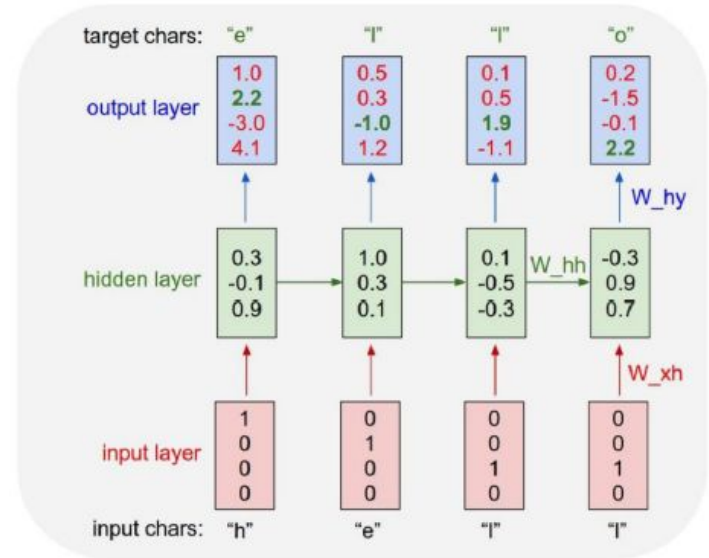 target chars: "e" "l" "l" "o"
output layer
1.0 0.5 0.1 0.2
2.2 0.3 0.5 -1.5
-3.0 -1.0 1.9 -0.1
4.1 1.2 -1.1 2.2
W_hy
hidden layer
0.3 1.0 0.1 -0.3
-0.1 0.3 -0.5 0.9
0.9 0.1 -0.3 0.7
W_hh
W_xh
input layer
1 0 0 0
0 1 0 0
0 0 1 1
0 0 0 0
input chars: "h" "e" "l" "l"